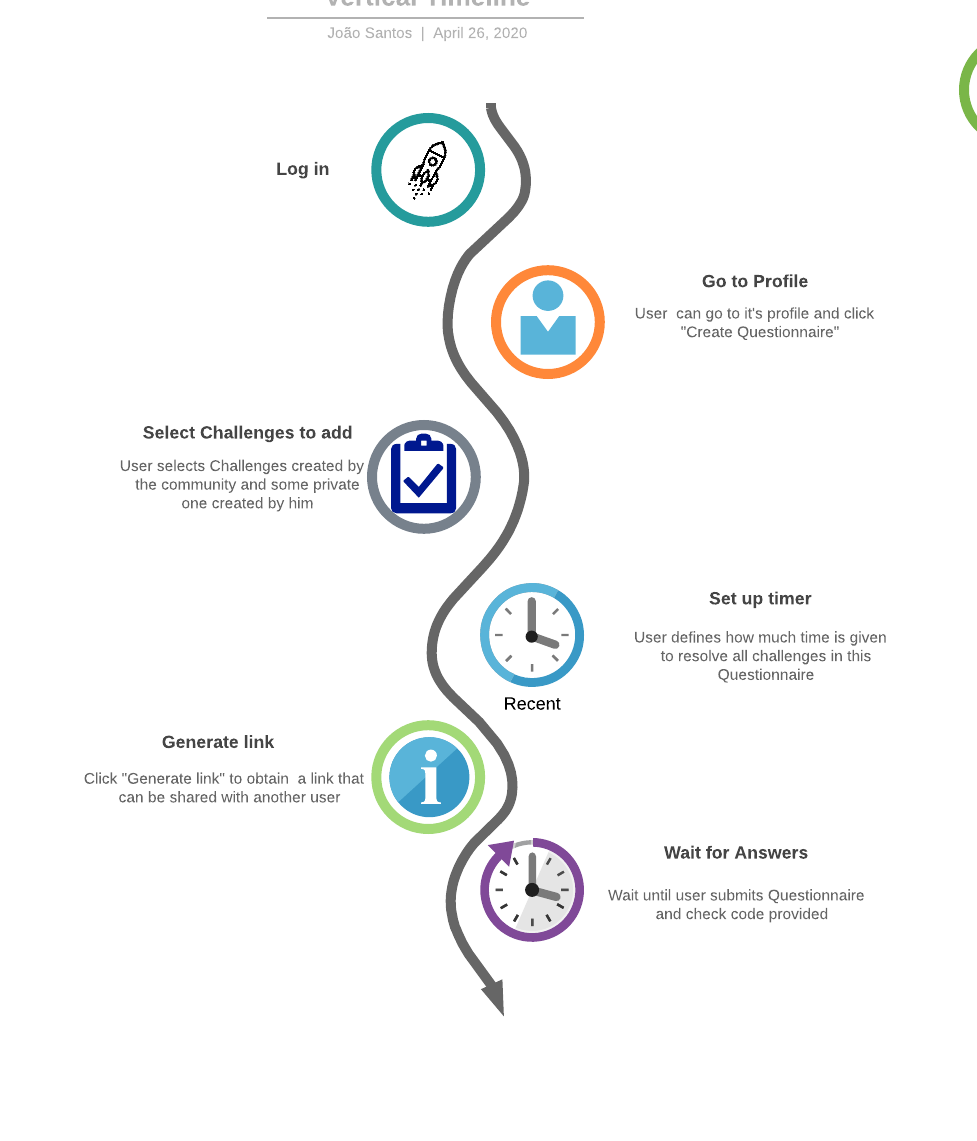 Vertical Timeline
João Santos | April 26, 2020
Log in
Go to Profile
User  can go to it's profile and click
"Create Questionnaire"
Select Challenges to add
User selects Challenges created by
the community and some private
one created by him
Set up timer
User defines how much time is given
to resolve all challenges in this
Questionnaire
Recent
Generate link
Click "Generate link" to obtain  a link that
can be shared with another user
Wait for Answers
Wait until user submits Questionnaire
and check code provided